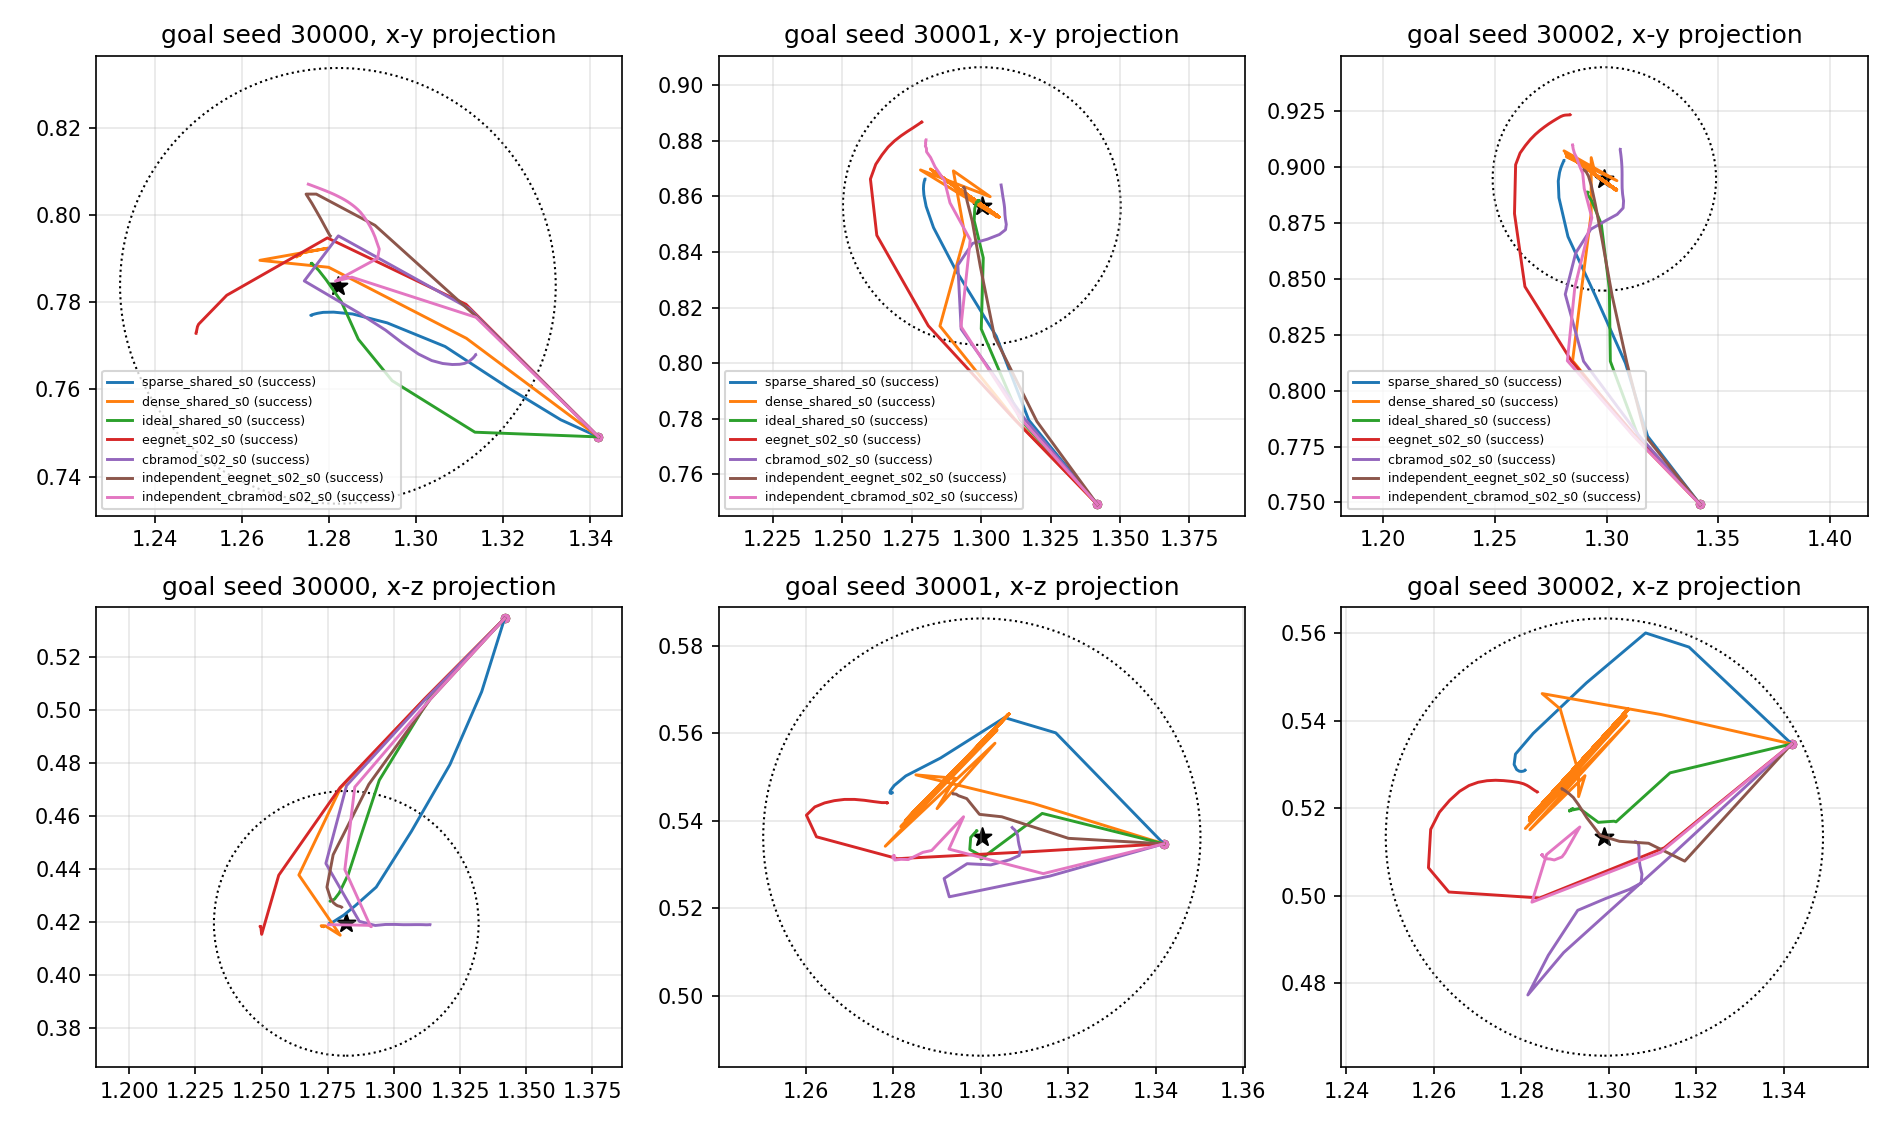 goal seed 30000, x-y projection
0.82
0.80
0.78
0.76
0.74
sparse_shared_s0 (success)
dense_shared_s0 (success)
ideal_shared_s0 (success)
eegnet_s02_s0 (success)
cbramod_s02_s0 (success)
independent_eegnet_s02_s0 (success)
independent_cbramod_s02_s0 (success)
1.24 1.26 1.28 1.30 1.32 1.34
goal seed 30001, x-y projection
0.90
0.88
0.86
0.84
0.82
0.80
0.78
0.76
sparse_shared_s0 (success)
dense_shared_s0 (success)
ideal_shared_s0 (success)
eegnet_s02_s0 (success)
cbramod_s02_s0 (success)
independent_eegnet_s02_s0 (success)
independent_cbramod_s02_s0 (success)
1.225 1.250 1.275 1.300 1.325 1.350 1.375
goal seed 30002, x-y projection
0.925
0.900
0.875
0.850
0.825
0.800
0.775
0.750
sparse_shared_s0 (success)
dense_shared_s0 (success)
ideal_shared_s0 (success)
eegnet_s02_s0 (success)
cbramod_s02_s0 (success)
independent_eegnet_s02_s0 (success)
independent_cbramod_s02_s0 (success)
1.20 1.25 1.30 1.35 1.40
goal seed 30000, x-z projection
0.52
0.50
0.48
0.46
0.44
0.42
0.40
0.38
1.200 1.225 1.250 1.275 1.300 1.325 1.350 1.375
goal seed 30001, x-z projection
0.58
0.56
0.54
0.52
0.50
1.26 1.28 1.30 1.32 1.34 1.36
goal seed 30002, x-z projection
0.56
0.54
0.52
0.50
0.48
1.24 1.26 1.28 1.30 1.32 1.34